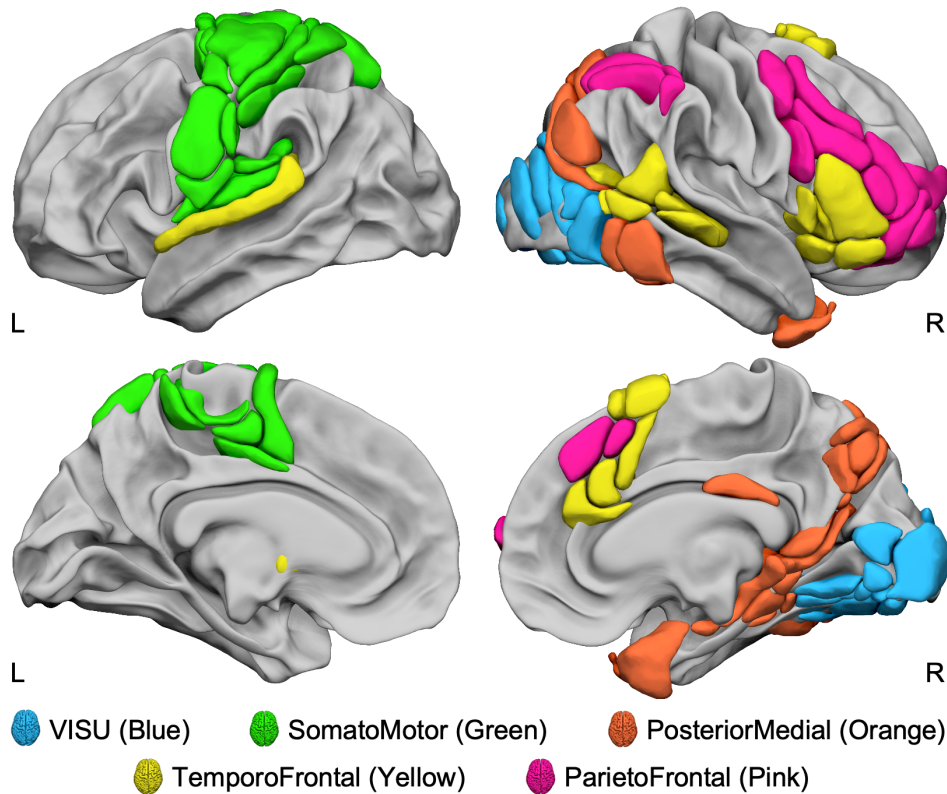 L R
L R
VISU (Blue) SomatoMotor (Green) PosteriorMedial (Orange)
TemporoFrontal (Yellow) ParietoFrontal (Pink)